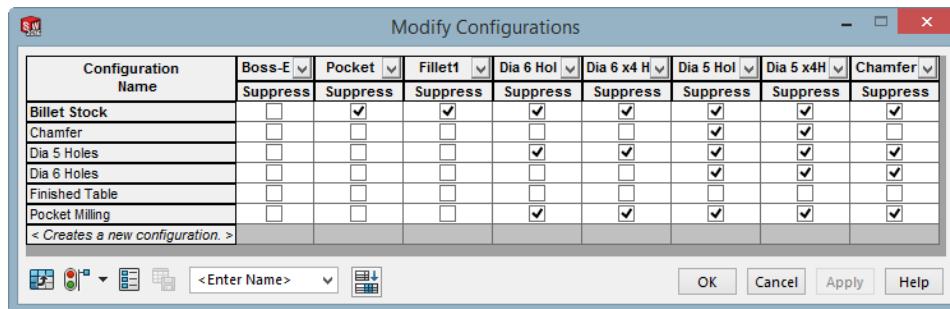 Modify Configurations
Configuration Name Boss-E Pocket Fillet1 Dia 6 Hol Dia 6 x4 H Dia 5 Hol Dia 5 x4H Chamfer
Suppress Suppress Suppress Suppress Suppress Suppress Suppress Suppress
Billet Stock
Chamfer
Dia 5 Holes
Dia 6 Holes
Finished Table
Pocket Milling
< Creates a new configuration. >
<Enter Name> OK Cancel Apply Help